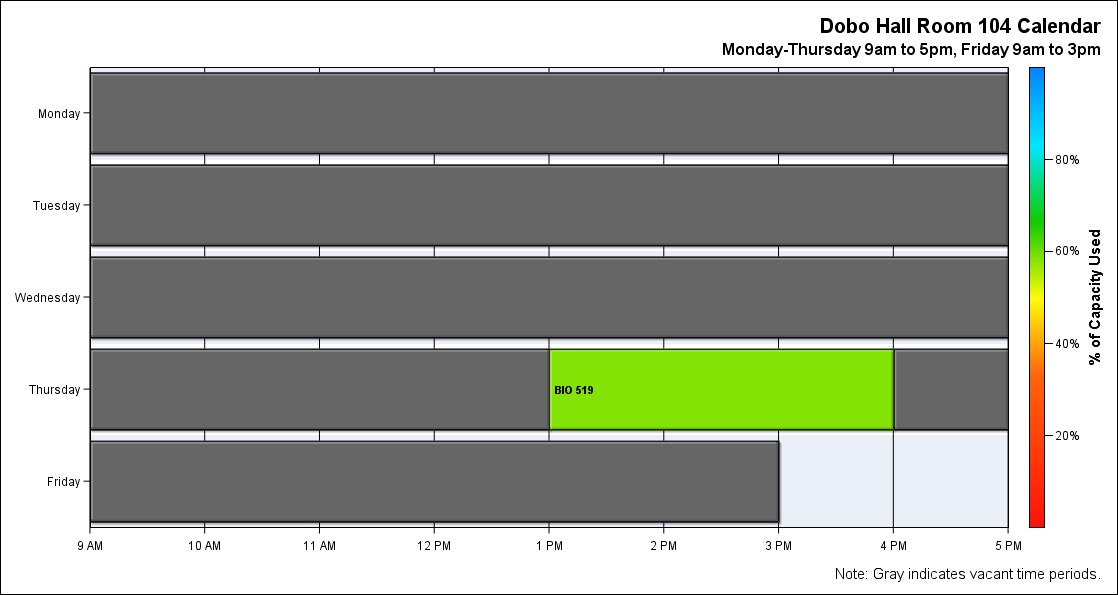 Dobo Hall Room 104 Calendar
Monday-Thursday 9am to 5pm, Friday 9am to 3pm
Monday
Tuesday
Wednesday
Thursday
BIO 519
Friday
9 AM 10 AM 11 AM 12 PM 1 PM 2 PM 3 PM 4 PM 5 PM
80%
60%
40%
20%
% of Capacity Used
Note: Gray indicates vacant time periods.